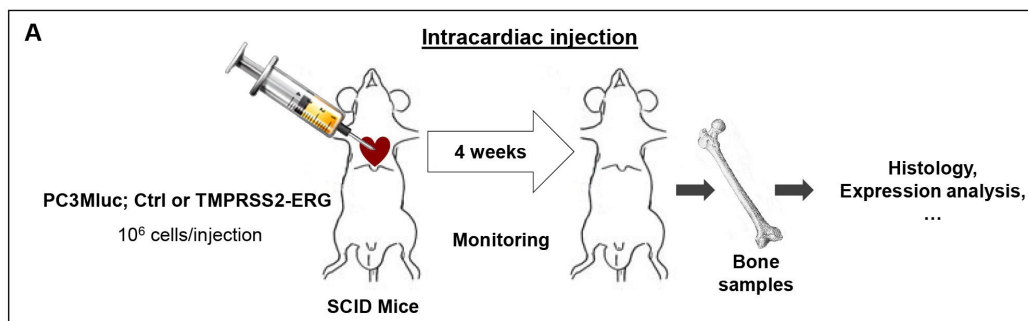 A
Intracardiac injection
PC3Mluc; Ctrl or TMPRSS2-ERG
10⁶ cells/injection
SCID Mice
4 weeks
Monitoring
Bone
samples
Histology,
Expression analysis,
...